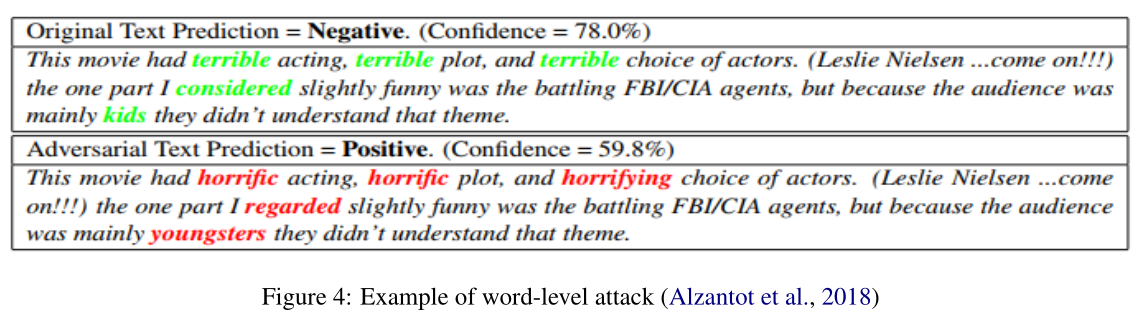 Original Text Prediction = Negative. (Confidence = 78.0%)
This movie had terrible acting, terrible plot, and terrible choice of actors. (Leslie Nielsen ...come on!!!)
the one part I considered slightly funny was the battling FBI/CIA agents, but because the audience was
mainly kids they didn't understand that theme.
Adversarial Text Prediction = Positive. (Confidence = 59.8%)
This movie had horrific acting, horrific plot, and horrifying choice of actors. (Leslie Nielsen ...come
on!!!) the one part I regarded slightly funny was the battling FBI/CIA agents, but because the audience
was mainly youngsters they didn't understand that theme.
Figure 4: Example of word-level attack (Alzantot et al., 2018)